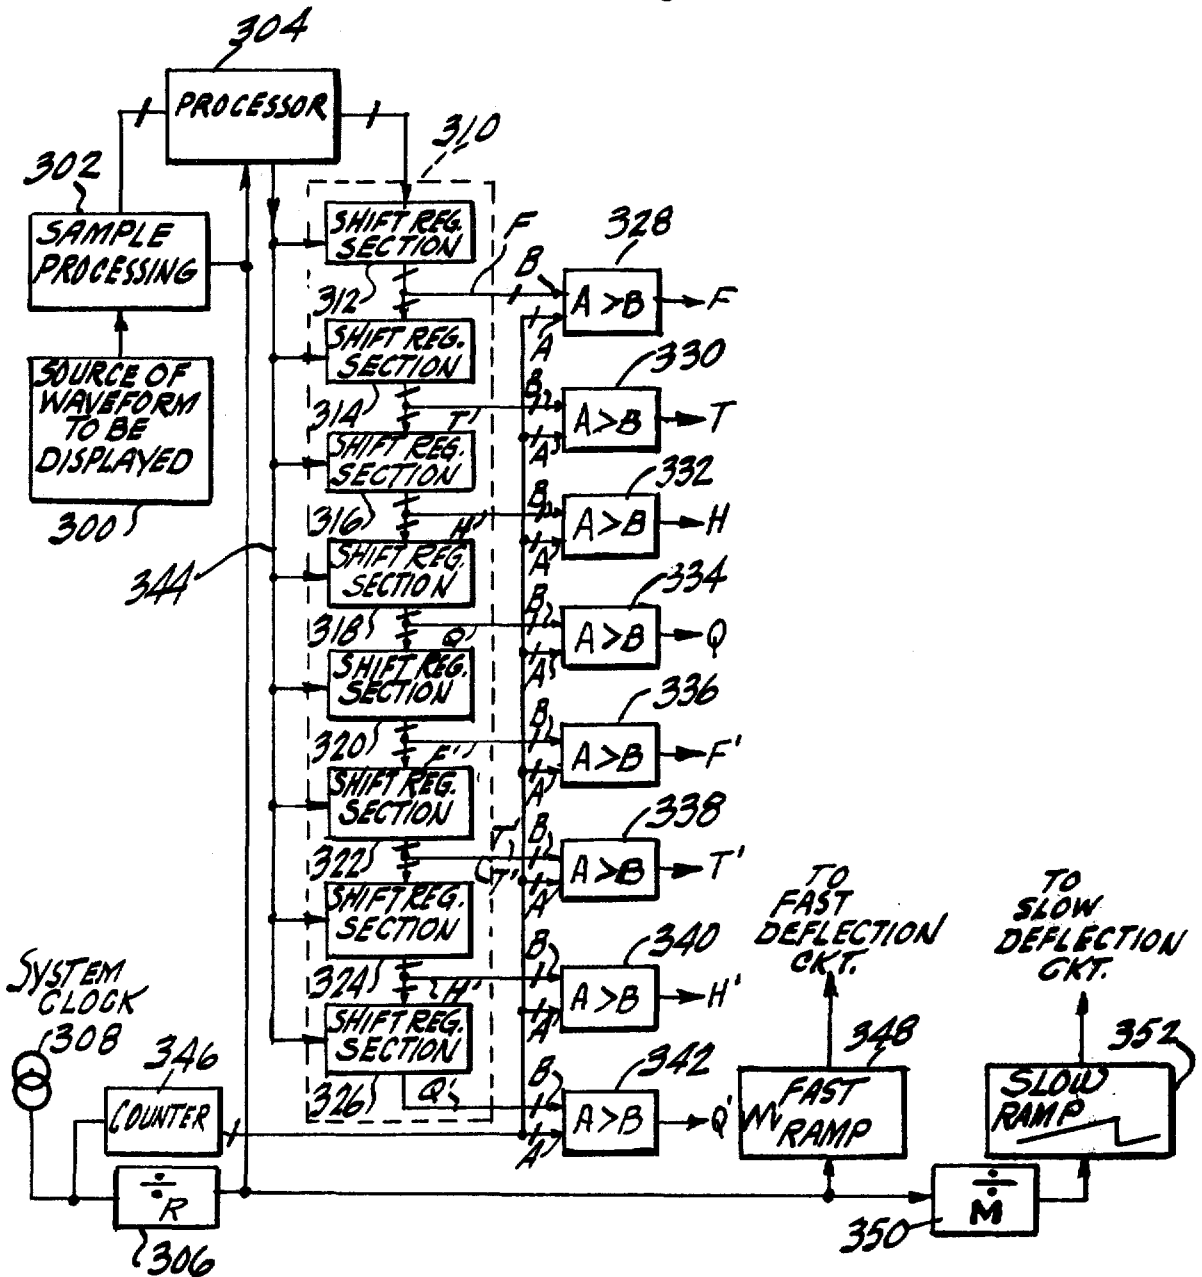 304
PROCESSOR
310
302
SAMPLE
PROCESSING
SHIFT REG.
SECTION
312
F
B
A
328
A>B
F
SOURCE OF
WAVEFORM
TO BE
DISPLAYED
300
SHIFT REG.
SECTION
314
T
B
A
330
A>B
T
SHIFT REG.
SECTION
316
H
B
A
332
A>B
H
344
SHIFT REG.
SECTION
318
Q
B
A
334
A>B
Q
SHIFT REG.
SECTION
320
F'
B
A
336
A>B
F'
SHIFT REG.
SECTION
322
T'
T'
B
A
338
A>B
T'
SHIFT REG.
SECTION
324
H'
B
A
340
A>B
H'
SHIFT REG.
SECTION
326
Q'
B
A
342
A>B
Q'
SYSTEM
CLOCK
308
346
COUNTER
÷
R
306
TO
FAST
DEFLECTION
CKT.
348
FAST
RAMP
TO
SLOW
DEFLECTION
CKT.
352
SLOW
RAMP
÷
M
350